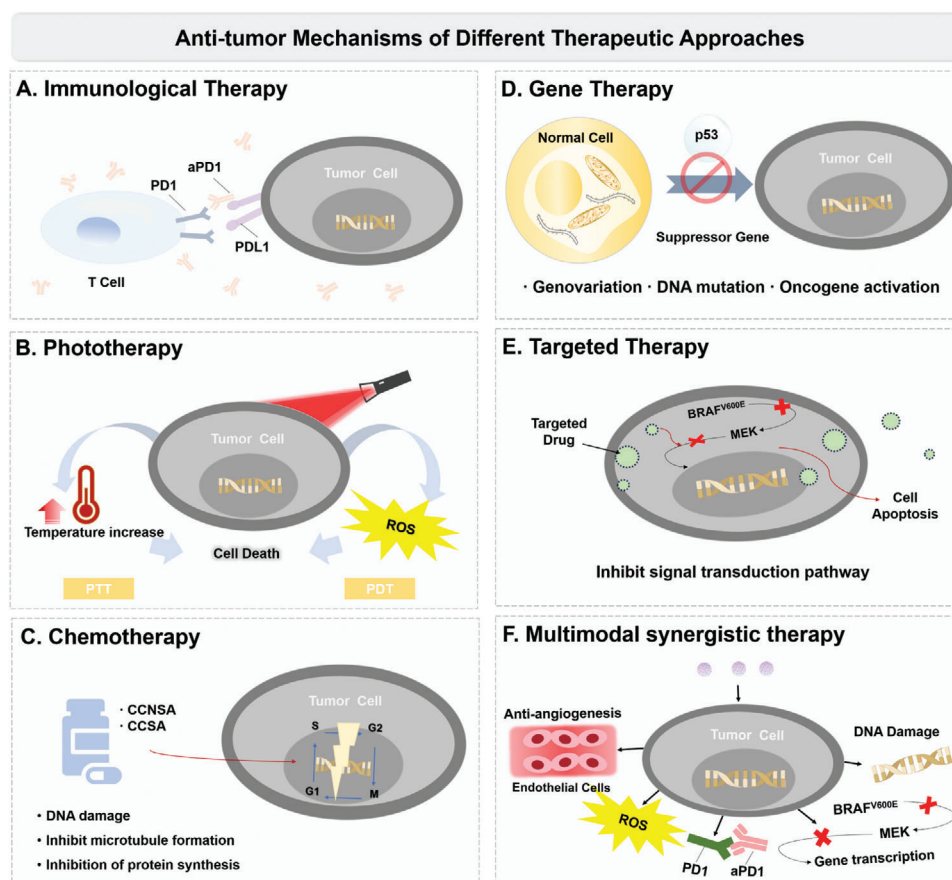 Anti-tumor Mechanisms of Different Therapeutic Approaches
A. Immunological Therapy
aPD1
PD1
Tumor Cell
PDL1
T Cell
B. Phototherapy
Tumor Cell
Temperature increase
ROS
Cell Death
PTT
PDT
C. Chemotherapy
· CCNSA
· CCSA
Tumor Cell
S
G2
G1
M
• DNA damage
• Inhibit microtubule formation
• Inhibition of protein synthesis
D. Gene Therapy
Normal Cell
p53
Tumor Cell
Suppressor Gene
· Genovariation · DNA mutation · Oncogene activation
E. Targeted Therapy
Targeted
Drug
BRAFV600E
MEK
Cell
Apoptosis
Inhibit signal transduction pathway
F. Multimodal synergistic therapy
Anti-angiogenesis
Tumor Cell
DNA Damage
Endothelial Cells
ROS
BRAFV600E
MEK
Gene transcription
PD1
aPD1